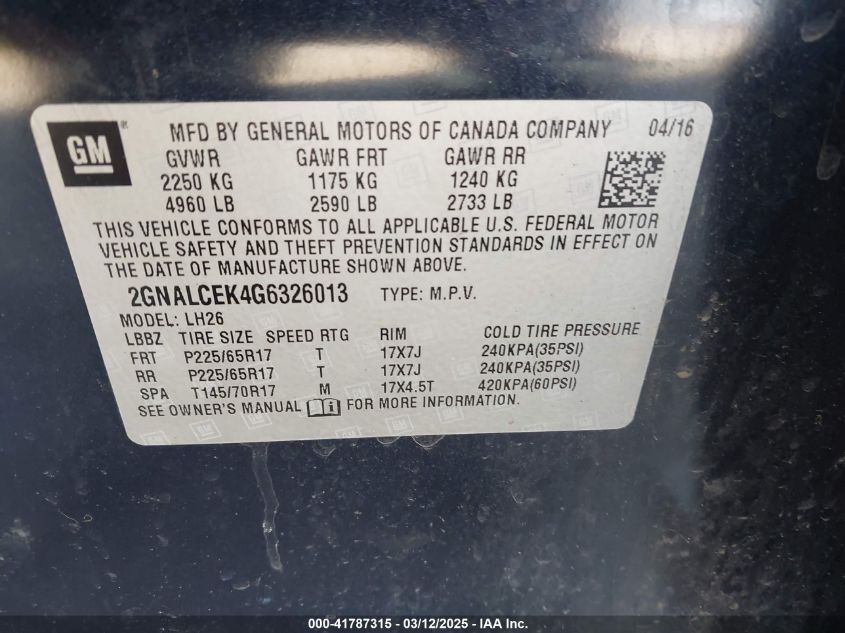 GM ®
MFD BY GENERAL MOTORS OF CANADA COMPANY 04/16
GVWR GAWR FRT GAWR RR
2250 KG 1175 KG 1240 KG
4960 LB 2590 LB 2733 LB
THIS VEHICLE CONFORMS TO ALL APPLICABLE U.S. FEDERAL MOTOR
VEHICLE SAFETY AND THEFT PREVENTION STANDARDS IN EFFECT ON
THE DATE OF MANUFACTURE SHOWN ABOVE.
2GNALCEK4G6326013 TYPE: M.P.V.
MODEL: LH26
LBBZ TIRE SIZE SPEED RTG RIM COLD TIRE PRESSURE
FRT P225/65R17 T 17X7J 240KPA(35PSI)
RR P225/65R17 T 17X7J 240KPA(35PSI)
SPA T145/70R17 M 17X4.5T 420KPA(60PSI)
SEE OWNER'S MANUAL FOR MORE INFORMATION.
000-41787315 - 03/12/2025 - IAA Inc.